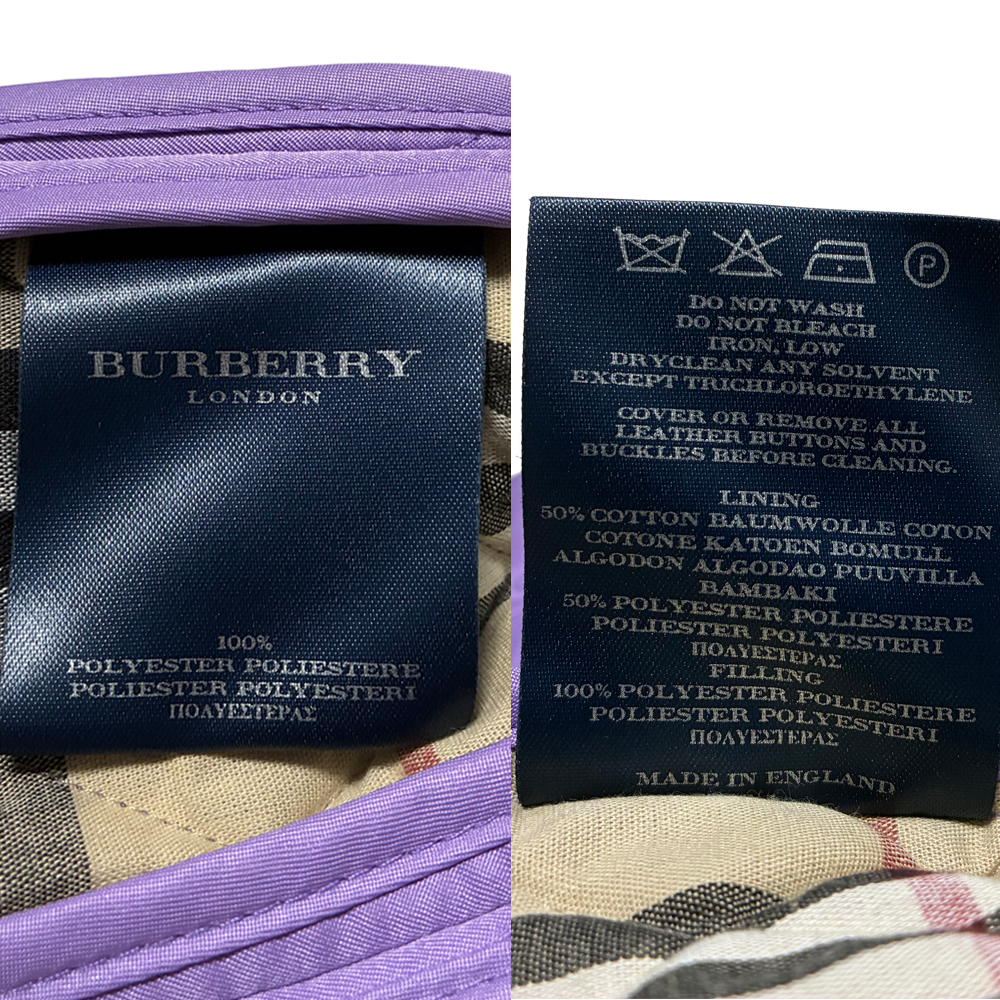 BURBERRY
LONDON
100%
POLYESTER POLIESTERE
POLIESTER POLYESTERI
ΠΟΛΥΕΣΤΕΡΑΣ
P
DO NOT WASH
DO NOT BLEACH
IRON, LOW
DRYCLEAN ANY SOLVENT
EXCEPT TRICHLOROETHYLENE
COVER OR REMOVE ALL
LEATHER BUTTONS AND
BUCKLES BEFORE CLEANING.
LINING
50% COTTON BAUMWOLLE COTON
COTONE KATOEN BOMULL
ALGODON ALGODAO PUUVILLA
BAMBAKI
50% POLYESTER POLIESTERE
POLIESTER POLYESTERI
ΠΟΛΥΕΣΤΕΡΑΣ
FILLING
100% POLYESTER POLIESTERE
POLIESTER POLYESTERI
ΠΟΛΥΕΣΤΕΡΑΣ
MADE IN ENGLAND